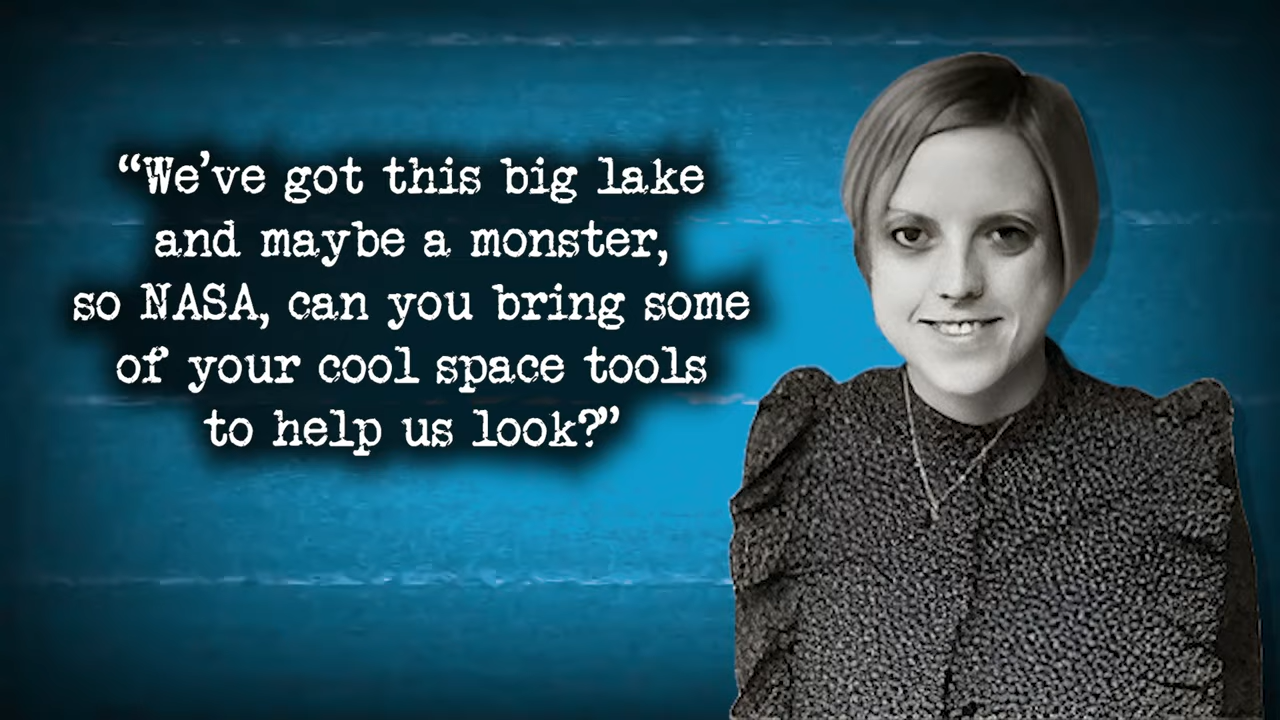 “We’ve got this big lake
and maybe a monster,
so NASA, can you bring some
of your cool space tools
to help us look?”